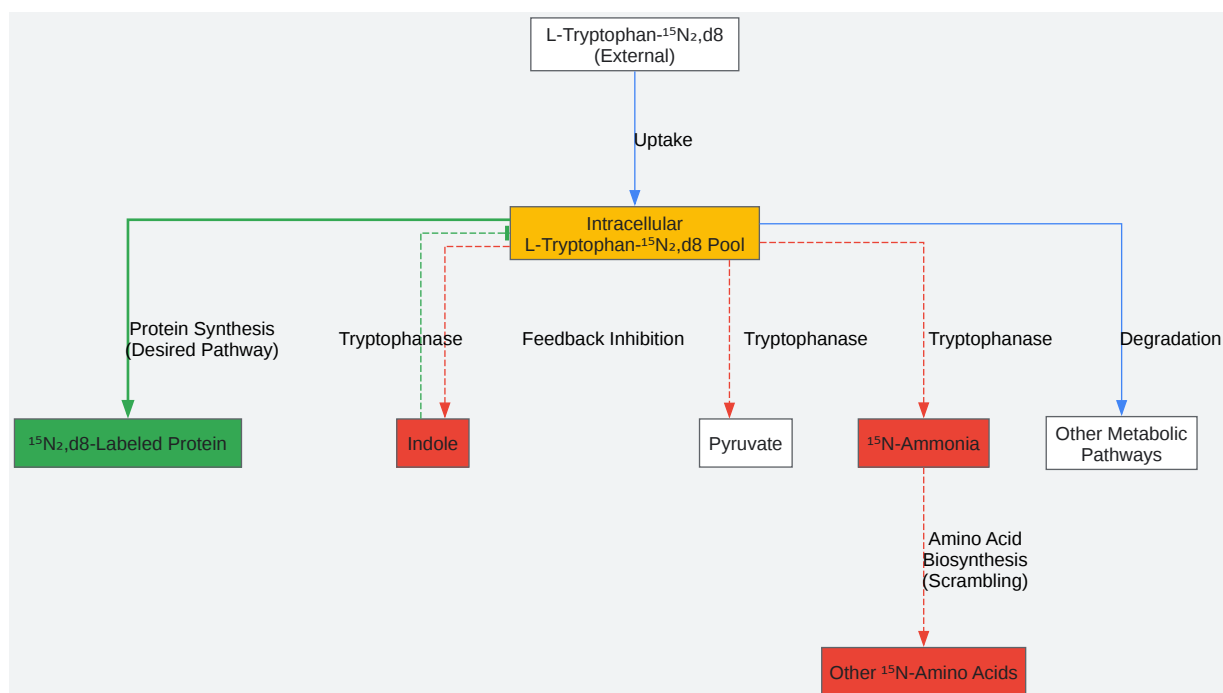 L-Tryptophan-¹⁵N₂,d8
(External)
Uptake
Intracellular
L-Tryptophan-¹⁵N₂,d8 Pool
Protein Synthesis
(Desired Pathway)
Tryptophanase
Feedback Inhibition
Tryptophanase
Tryptophanase
Degradation
¹⁵N₂,d8-Labeled Protein
Indole
Pyruvate
¹⁵N-Ammonia
Other Metabolic
Pathways
Amino Acid
Biosynthesis
(Scrambling)
Other ¹⁵N-Amino Acids